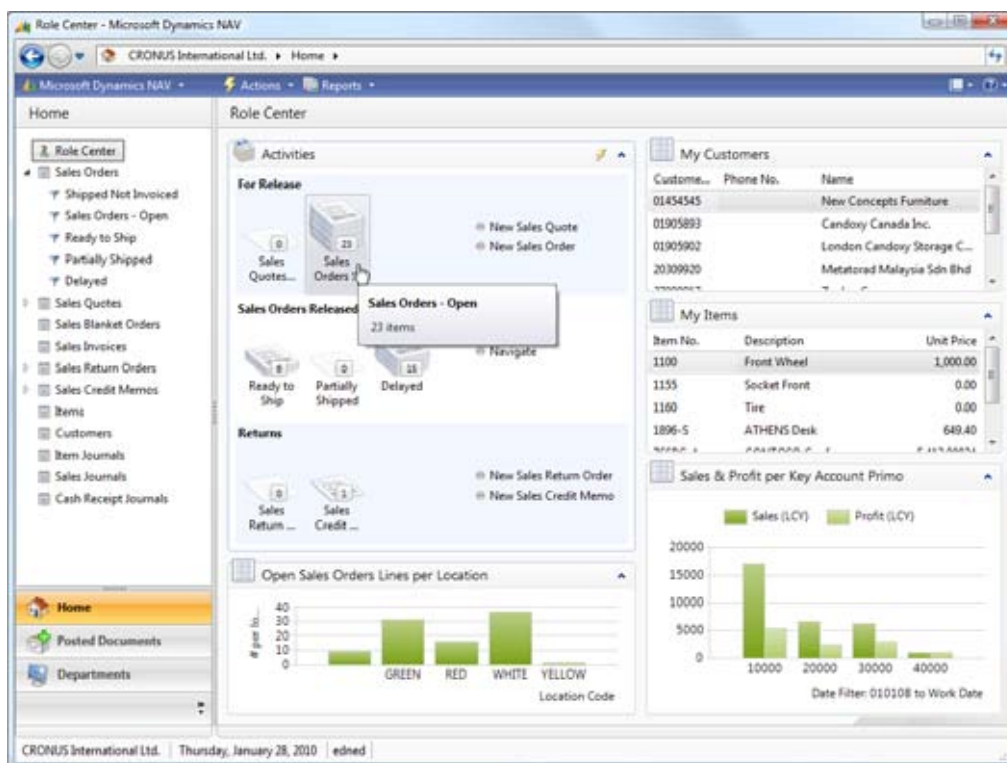 Role Center - Microsoft Dynamics NAV
CRONUS International Ltd. Home
Microsoft Dynamics NAV Actions Reports
Home
Role Center
Role Center
Sales Orders
Shipped Not Invoiced
Sales Orders - Open
Ready to Ship
Partially Shipped
Delayed
Sales Quotes
Sales Blanket Orders
Sales Invoices
Sales Return Orders
Sales Credit Memos
Items
Customers
Item Journals
Sales Journals
Cash Receipt Journals
Home
Posted Documents
Departments
Activities
For Release
0
23
Sales
Quotes...
Sales
Orders
New Sales Quote
New Sales Order
Sales Orders - Open
23 items
Sales Orders Released
Navigate
8
0
15
Ready to
Ship
Partially
Shipped
Delayed
Returns
0
1
Sales
Return ...
Sales
Credit ...
New Sales Return Order
New Sales Credit Memo
Open Sales Orders Lines per Location
# per lo...
40
30
20
10
0
GREEN RED WHITE YELLOW
Location Code
My Customers
Custome... Phone No. Name
01454545 New Concepts Furniture
01905893 Candoxy Canada Inc.
01905902 London Candoxy Storage C...
20309920 Metatorad Malaysia Sdn Bhd
My Items
Item No. Description Unit Price
1100 Front Wheel 1,000.00
1155 Socket Front 0.00
1160 Tire 0.00
1896-S ATHENS Desk 649.40
Sales & Profit per Key Account Primo
Sales (LCY) Profit (LCY)
20000
15000
10000
5000
0
10000 20000 30000 40000
Date Filter: 010108 to Work Date
CRONUS International Ltd. Thursday, January 28, 2010 edned